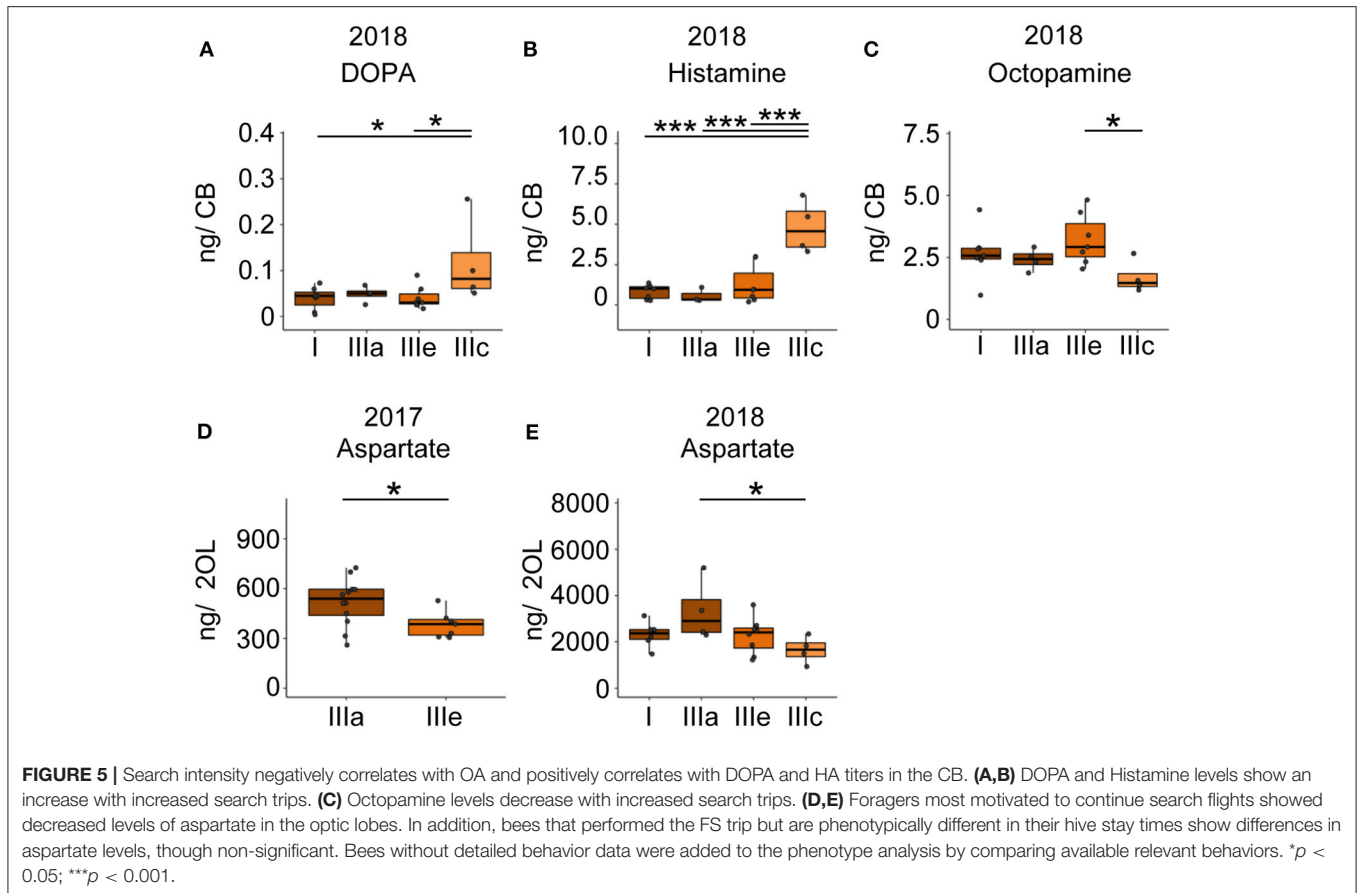 A
2018
DOPA
*
*
0.4
0.3
0.2
0.1
0
ng/ CB
I IIIa IIIe IIIc
B
2018
Histamine
*** *** ***
10.0
7.5
5.0
2.5
0
ng/ CB
I IIIa IIIe IIIc
C
2018
Octopamine
*
7.5
5.0
2.5
0
ng/ CB
I IIIa IIIe IIIc
D
2017
Aspartate
*
900
600
300
0
ng/ 2OL
IIIa IIIe
E
2018
Aspartate
*
8000
6000
4000
2000
0
ng/ 2OL
I IIIa IIIe IIIc
FIGURE 5 | Search intensity negatively correlates with OA and positively correlates with DOPA and HA titers in the CB. (A,B) DOPA and Histamine levels show an
increase with increased search trips. (C) Octopamine levels decrease with increased search trips. (D,E) Foragers most motivated to continue search flights showed
decreased levels of aspartate in the optic lobes. In addition, bees that performed the FS trip but are phenotypically different in their hive stay times show differences in
aspartate levels, though non-significant. Bees without detailed behavior data were added to the phenotype analysis by comparing available relevant behaviors. *p <
0.05; ***p < 0.001.